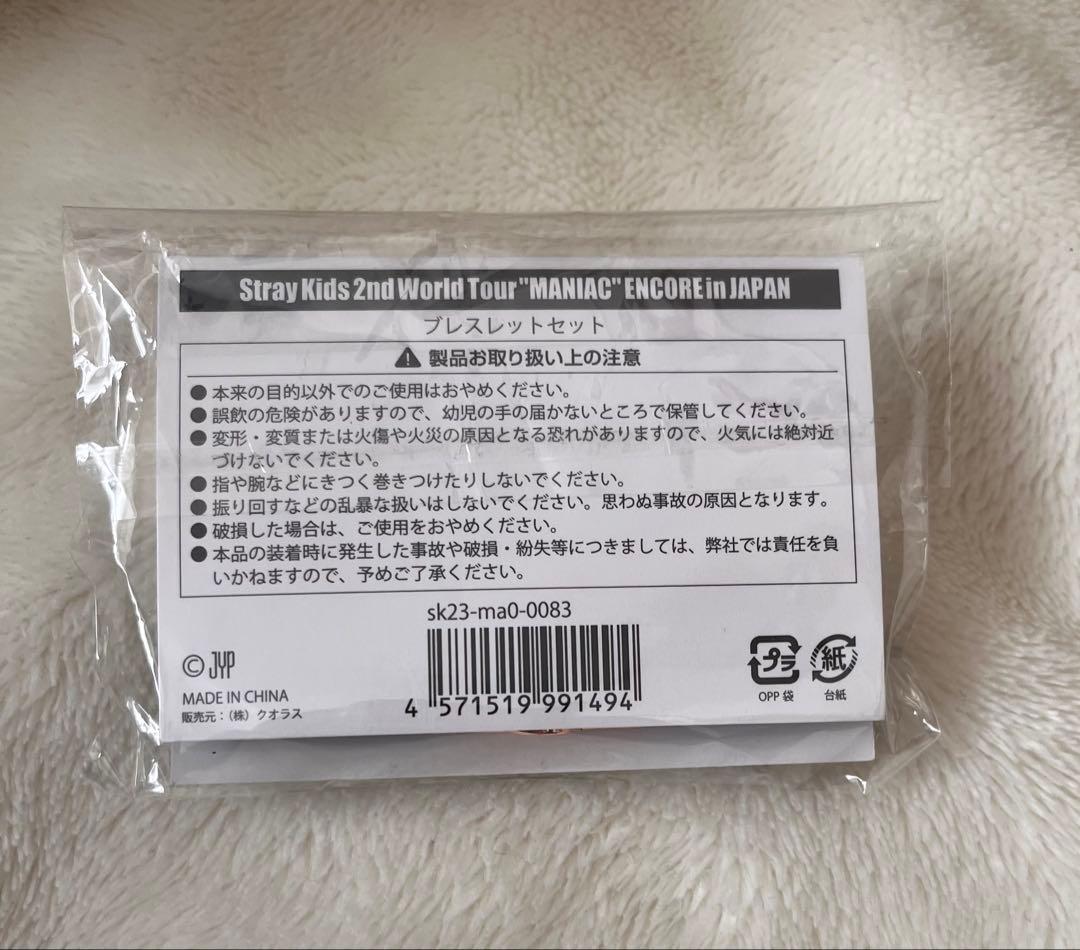 Stray Kids 2nd World Tour "MANIAC" ENCORE in JAPAN
ブレスレットセット
製品お取り扱い上の注意
●本来の目的以外でのご使用はおやめください。
●誤飲の危険がありますので、幼児の手の届かないところで保管してください。
●変形・変質または火傷や火災の原因となる恐れがありますので、火気には絶対近
づけないでください。
●指や腕などにきつく巻きつけたりしないでください。
●振り回すなどの乱暴な扱いはしないでください。思わぬ事故の原因となります。
●破損した場合は、ご使用をおやめください。
●本品の装着時に発生した事故や破損・紛失等につきましては、弊社では責任を負
いかねますので、予めご了承ください。
sk23-ma0-0083
4 571519 991494
© JYP
MADE IN CHINA
販売元：（株）クオラス
プラ
OPP 袋
紙
台紙